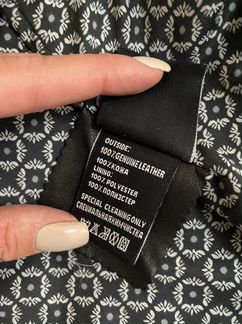 OUTSIDE:
100% GENUINE LEATHER
100% КОЖА
LINING:
100% POLYESTER
100% ПОЛИЭСТЕР
SPECIAL CLEANING ONLY
СПЕЦИАЛЬНАЯ ЧИСТКА